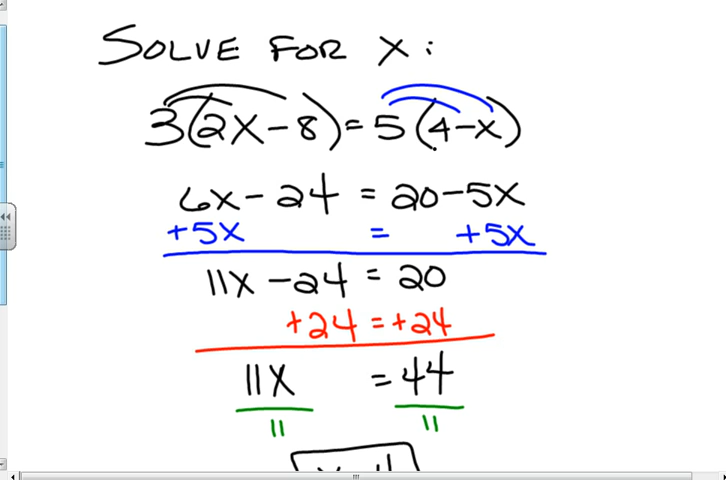 SOLVE FOR X:
3(2X-8)=5(4-X)
6X-24=20-5X
+5X = +5X
11X-24=20
+24=+24
11X =44
11 11